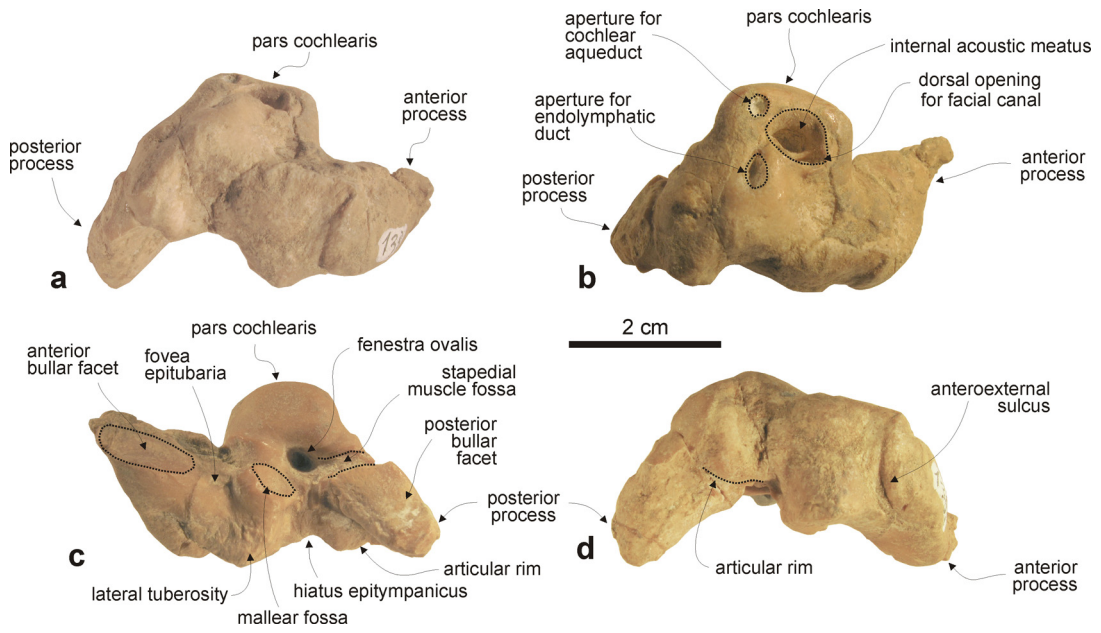 pars cochlearis
anterior
process
posterior
process
a
aperture for
cochlear
aqueduct
pars cochlearis
internal acoustic meatus
dorsal opening
for facial canal
aperture for
endolymphatic
duct
posterior
process
anterior
process
b
2 cm
pars cochlearis
anterior
bullar facet
fovea
epitubaria
fenestra ovalis
stapedial
muscle fossa
posterior
bullar
facet
posterior
process
c
lateral tuberosity
mallear fossa
hiatus epitympanicus
articular rim
anteroexternal
sulcus
d
articular rim
anterior
process